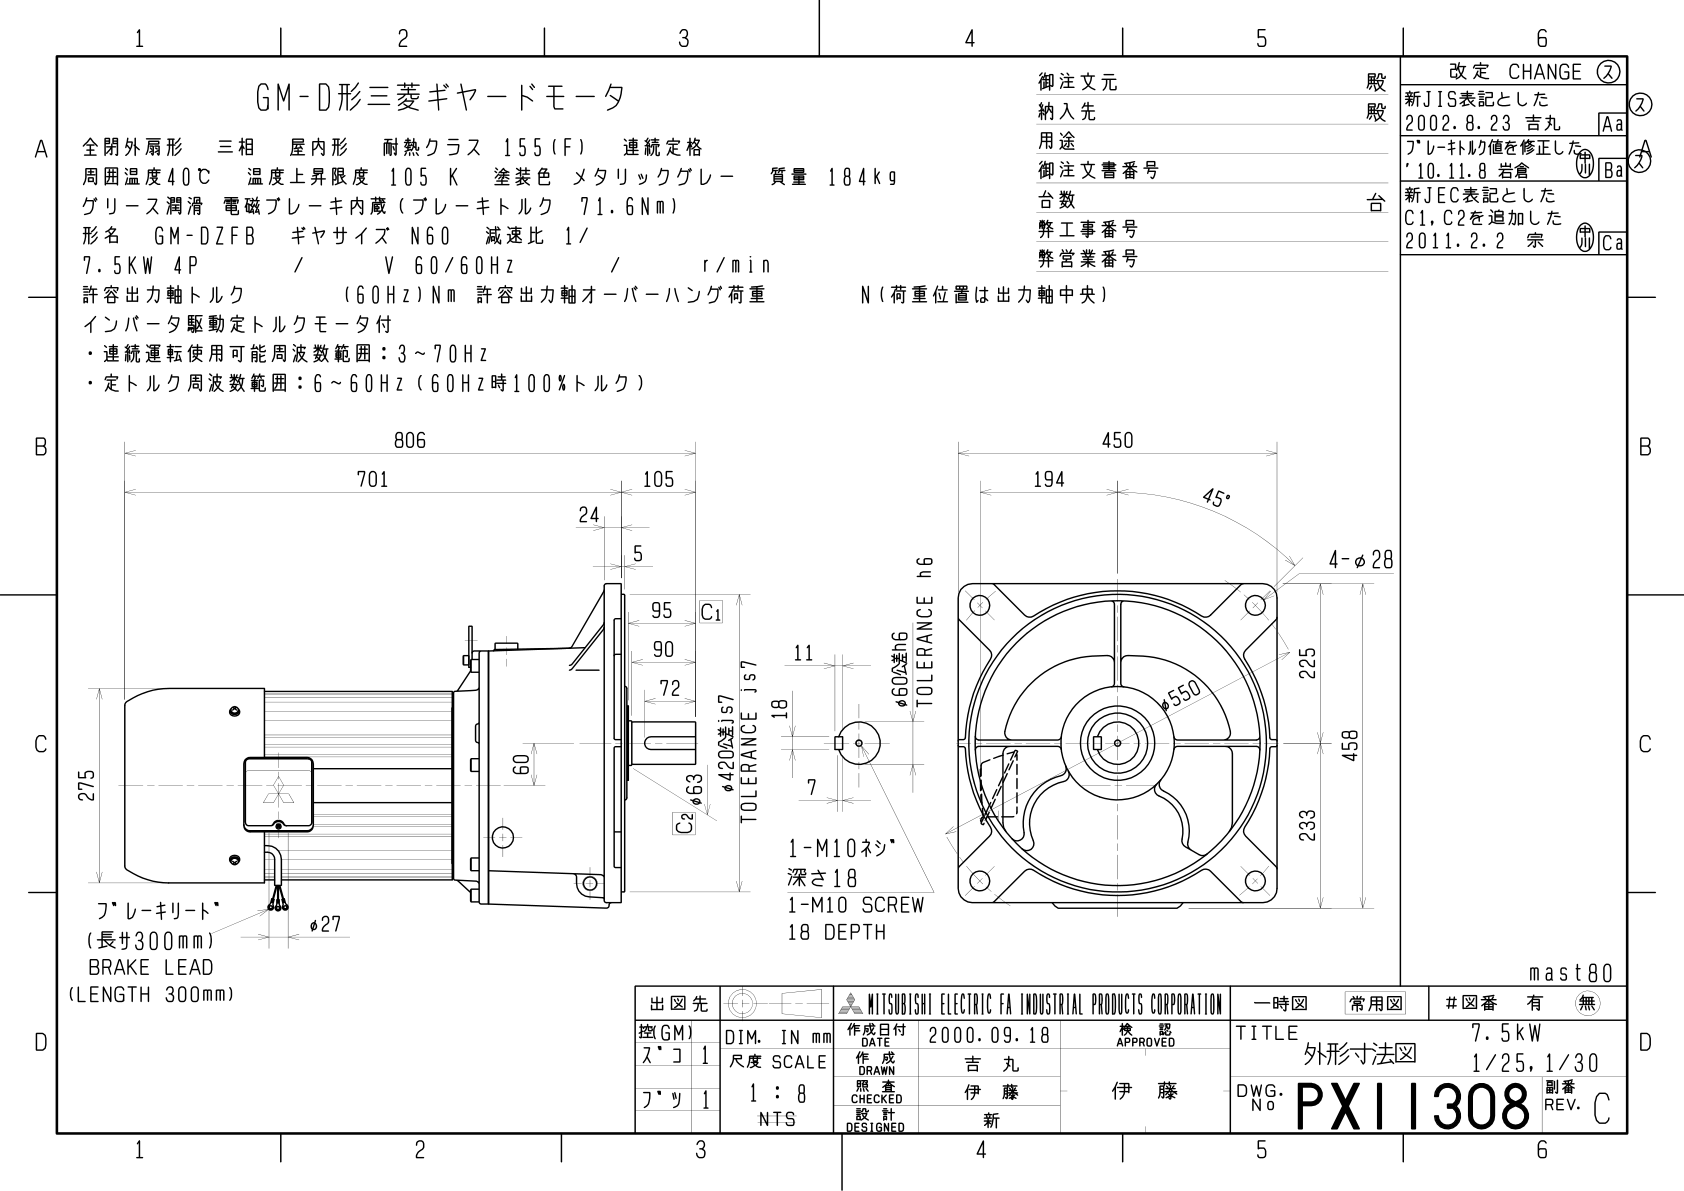 1 2 3 4 5 6
A
B
C
D
GM-D形三菱ギヤードモータ
全閉外扇形 三相 屋内形 耐熱クラス 155(F) 連続定格
周囲温度40℃ 温度上昇限度 105 K 塗装色 メタリックグレー 質量 184kg
グリース潤滑 電磁ブレーキ内蔵(ブレーキトルク 71.6Nm)
形名 GM-DZFB ギヤサイズ N60 減速比 1/
7.5KW 4P / V 60/60Hz / r/min
許容出力軸トルク (60Hz)Nm 許容出力軸オーバーハング荷重 N(荷重位置は出力軸中央)
インバータ駆動定トルクモータ付
・連続運転使用可能周波数範囲:3~70Hz
・定トルク周波数範囲:6~60Hz(60Hz時100%トルク)
御注文元 殿
納入先 殿
用途
御注文書番号
台数 台
弊工事番号
弊営業番号
改定 CHANGE ス
新JIS表記とした
2002.8.23 吉丸 Aa
ス
ブレーキトルク値を修正した
'10.11.8 岩倉 中川 Ba
ス
A
新JEC表記とした
C1,C2を追加した
2011.2.2 宗 中川 Ca
B
C
D
806
701
105
24
5
95
C1
90
72
275
60
φ63
C2
φ420公差js7
TOLERANCE js7
ブレーキリード
(長サ300mm)
BRAKE LEAD
(LENGTH 300mm)
φ27
11
18
7
φ60公差h6
TOLERANCE h6
1-M10ネジ
深さ18
1-M10 SCREW
18 DEPTH
450
194
45°
4-φ28
φ550
225
458
233
mast80
出図先
控(GM)
ズコ 1
ブツ 1
DIM. IN mm
尺度 SCALE
1 : 8
NTS
MITSUBISHI ELECTRIC FA INDUSTRIAL PRODUCTS CORPORATION
作成日付
DATE
2000.09.18
検 認
APPROVED
作 成
DRAWN
吉 丸
照 査
CHECKED
伊 藤
伊 藤
設 計
DESIGNED
新
一時図 常用図 #図番 有 無
TITLE
外形寸法図
7.5kW
1/25,1/30
DWG.
No
PX11308
副番
REV.
C
1 2 3 4 5 6